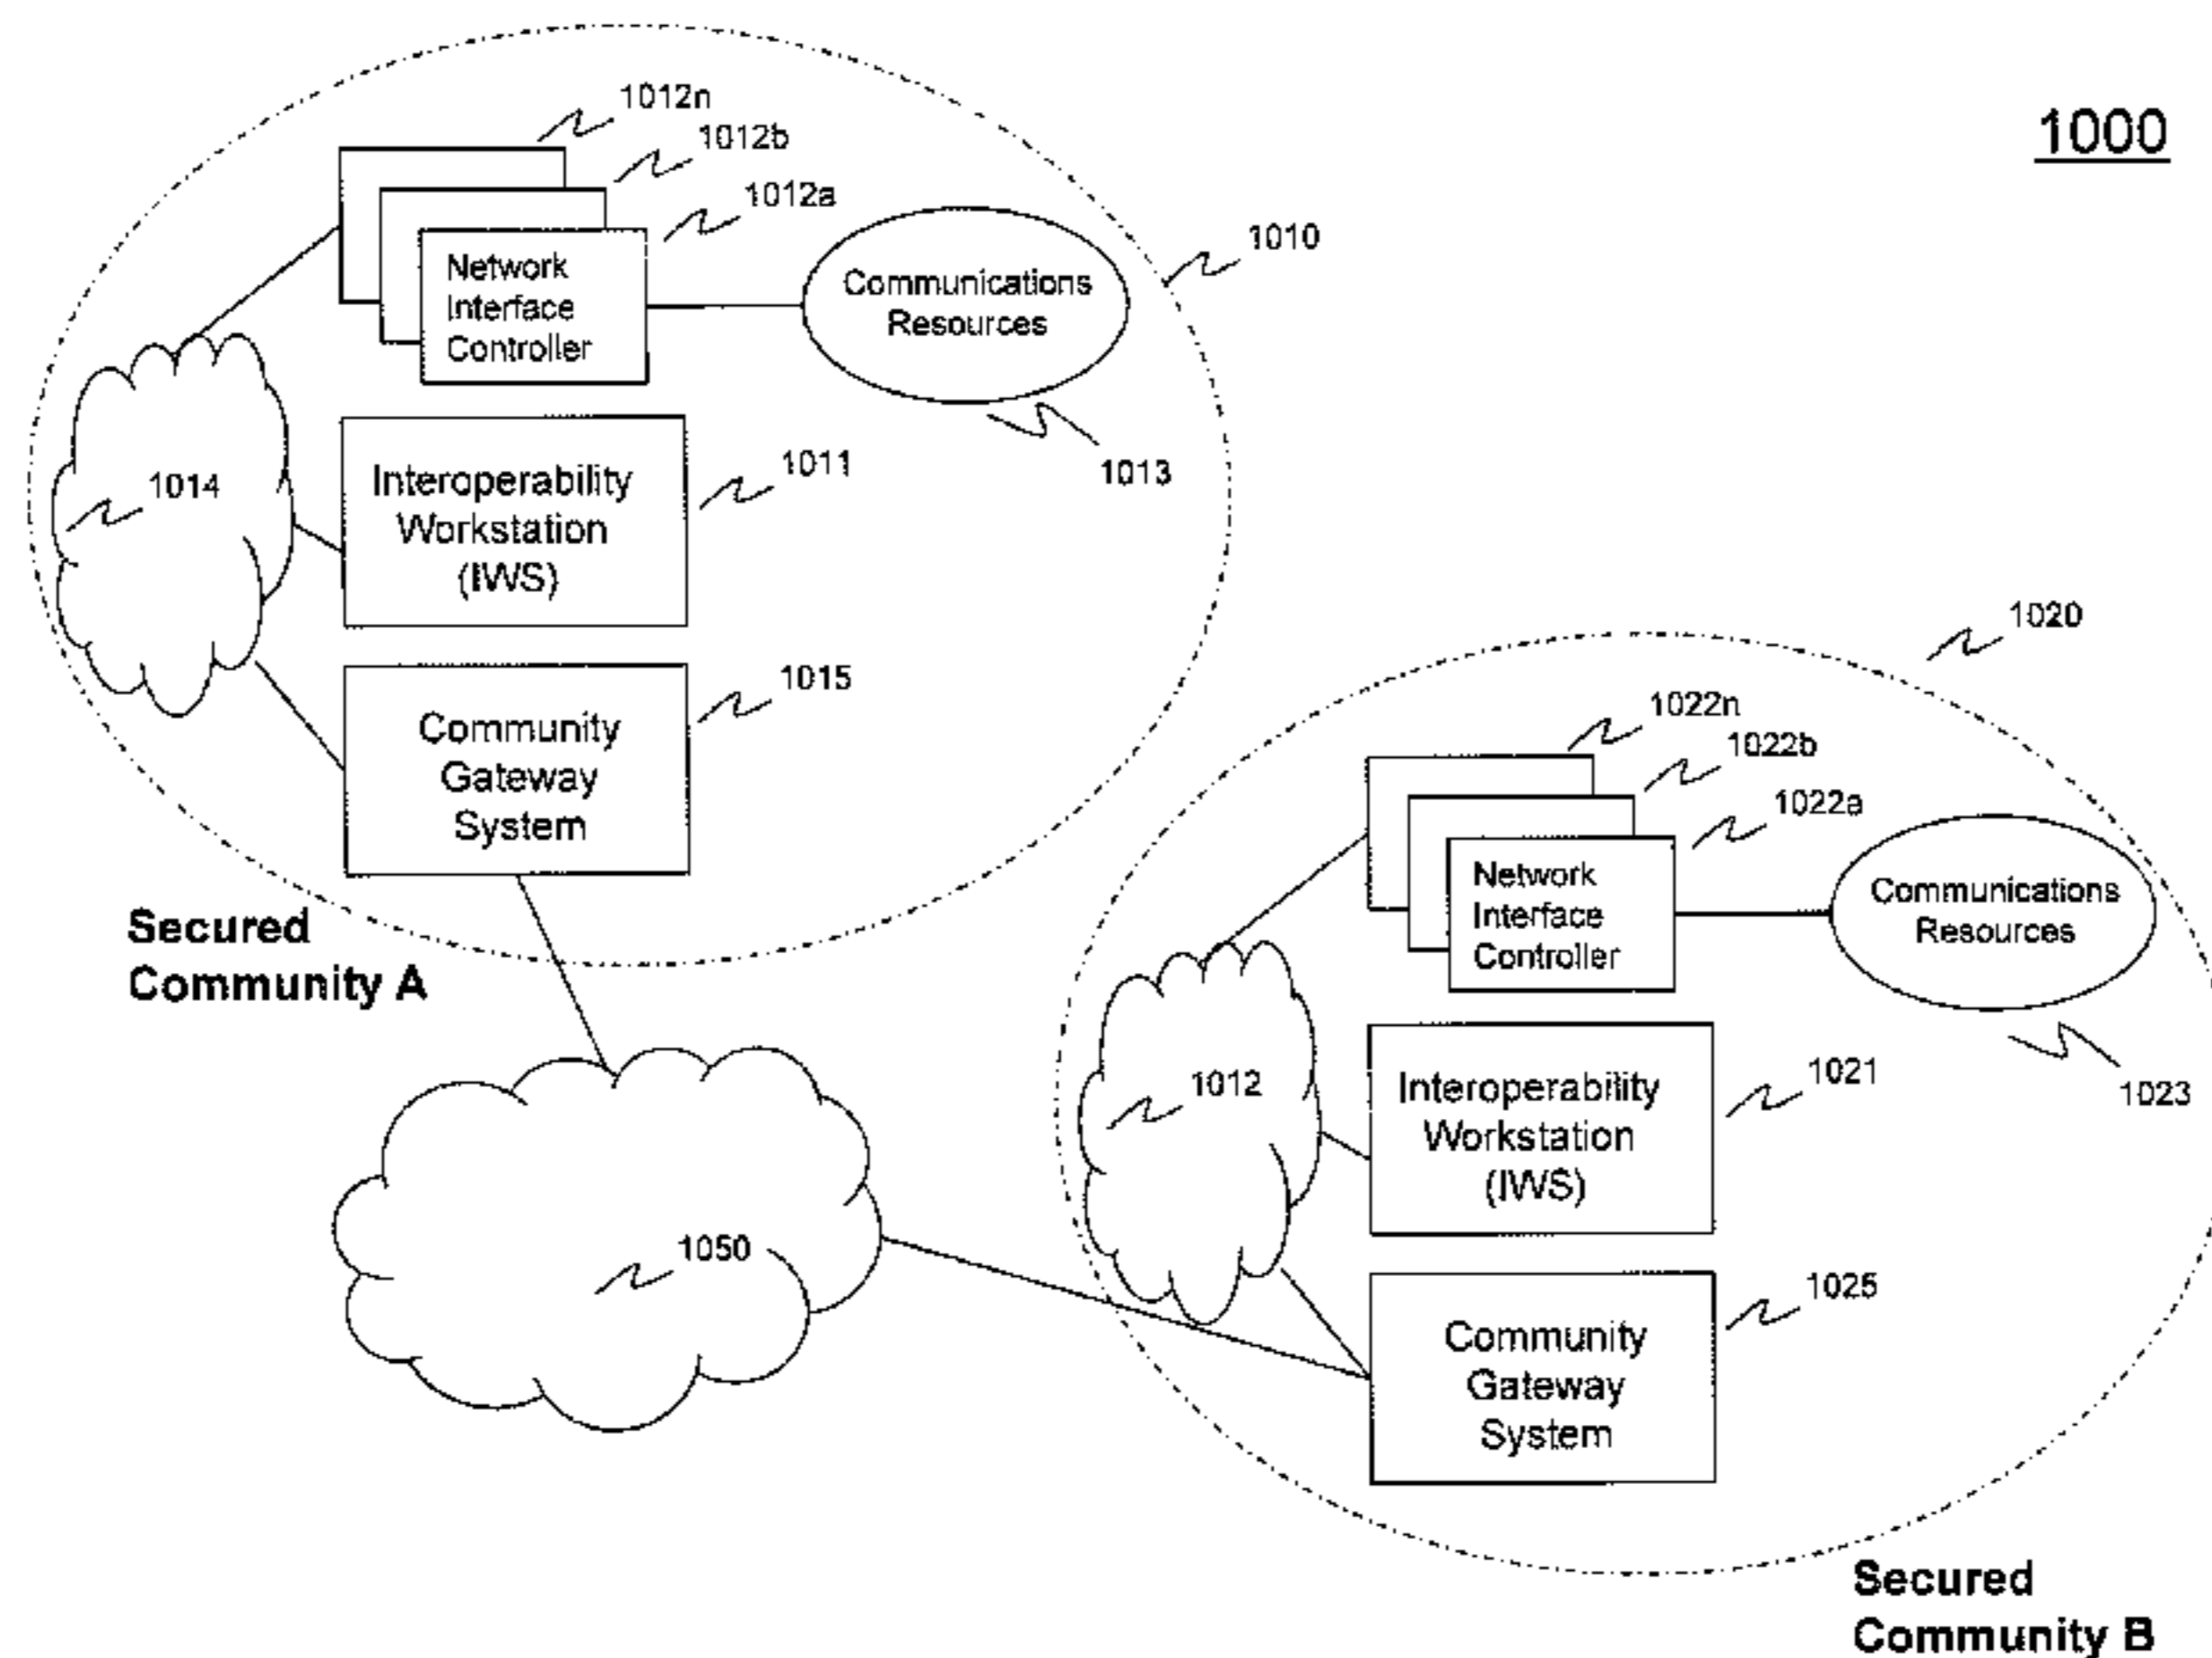 1000
1012n
1012b
1012a
Network
Interface
Controller
Communications
Resources
1010
1013
1014
Interoperability
Workstation
(IWS)
1011
Community
Gateway
System
1015
Secured
Community A
1050
1020
1022n
1022b
1022a
Network
Interface
Controller
Communications
Resources
1023
1012
Interoperability
Workstation
(IWS)
1021
Community
Gateway
System
1025
Secured
Community B